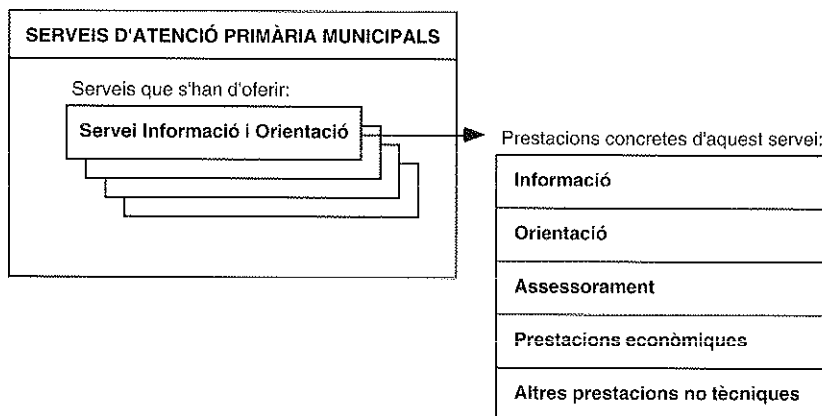 SERVEIS D'ATENCIÓ PRIMÀRIA MUNICIPALS
Serveis que s'han d'oferir:
Servei Informació i Orientació
Prestacions concretes d'aquest servei:
Informació
Orientació
Assessorament
Prestacions econòmiques
Altres prestacions no tècniques